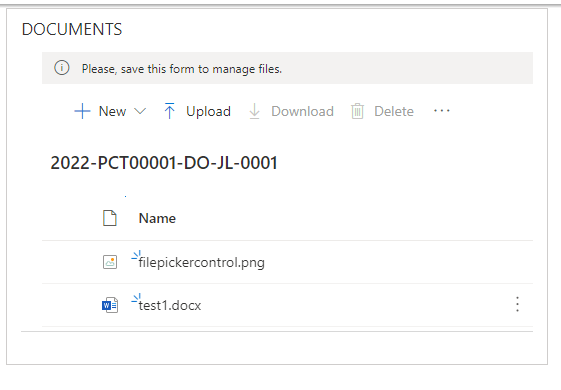 DOCUMENTS
Please, save this form to manage files.
New Upload Download Delete ...
2022-PCT00001-DO-JL-0001
Name
filepickercontrol.png
test1.docx